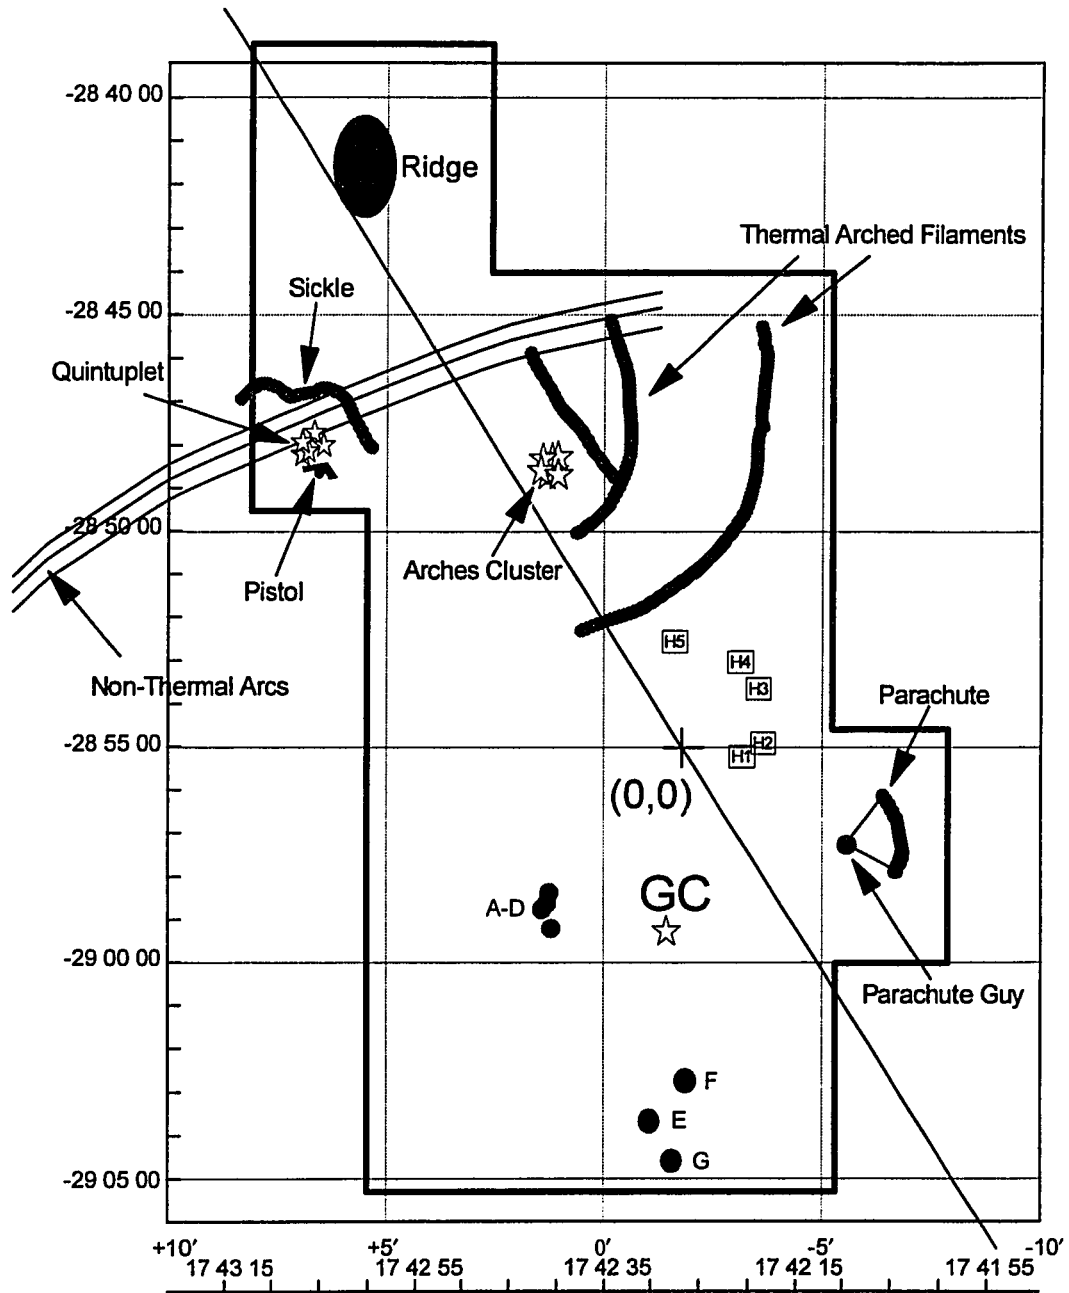 -28 40 00
Ridge
Thermal Arched Filaments
Sickle
-28 45 00
Quintuplet
-28 50 00
Arches Cluster
Pistol
H5
H4
Non-Thermal Arcs
H3
Parachute
-28 55 00
H2
H1
(0,0)
GC
A-D
-29 00 00
Parachute Guy
F
E
G
-29 05 00
+10' +5' 0' -5' -10'
17 43 15 17 42 55 17 42 35 17 42 15 17 41 55